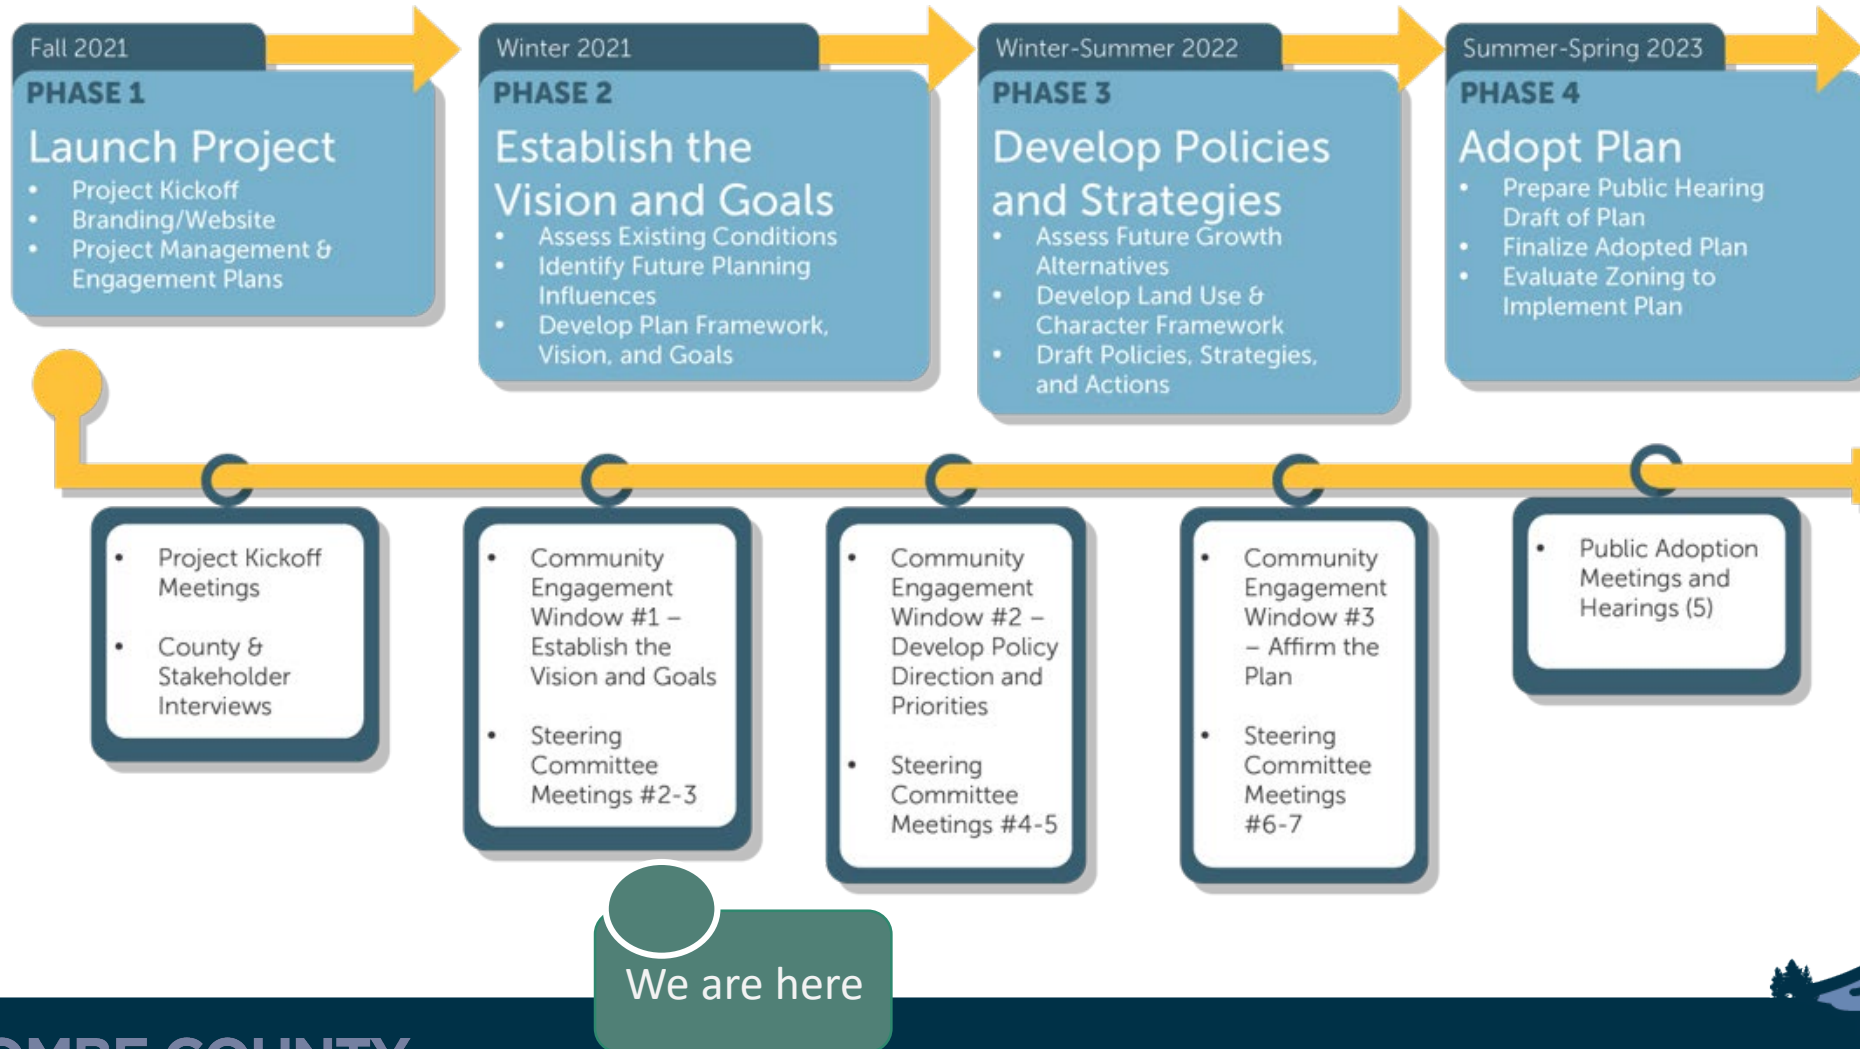 Fall 2021
PHASE 1
Launch Project
• Project Kickoff
• Branding/Website
• Project Management &
Engagement Plans
Winter 2021
PHASE 2
Establish the
Vision and Goals
• Assess Existing Conditions
• Identify Future Planning
Influences
• Develop Plan Framework,
Vision, and Goals
Winter-Summer 2022
PHASE 3
Develop Policies
and Strategies
• Assess Future Growth
Alternatives
• Develop Land Use &
Character Framework
• Draft Policies, Strategies,
and Actions
Summer-Spring 2023
PHASE 4
Adopt Plan
• Prepare Public Hearing
Draft of Plan
• Finalize Adopted Plan
• Evaluate Zoning to
Implement Plan
• Project Kickoff
Meetings
• County &
Stakeholder
Interviews
• Community
Engagement
Window #1 –
Establish the
Vision and Goals
• Steering
Committee
Meetings #2-3
• Community
Engagement
Window #2 –
Develop Policy
Direction and
Priorities
• Steering
Committee
Meetings #4-5
• Community
Engagement
Window #3
– Affirm the
Plan
• Steering
Committee
Meetings
#6-7
• Public Adoption
Meetings and
Hearings (5)
We are here
OMBE COUNTY